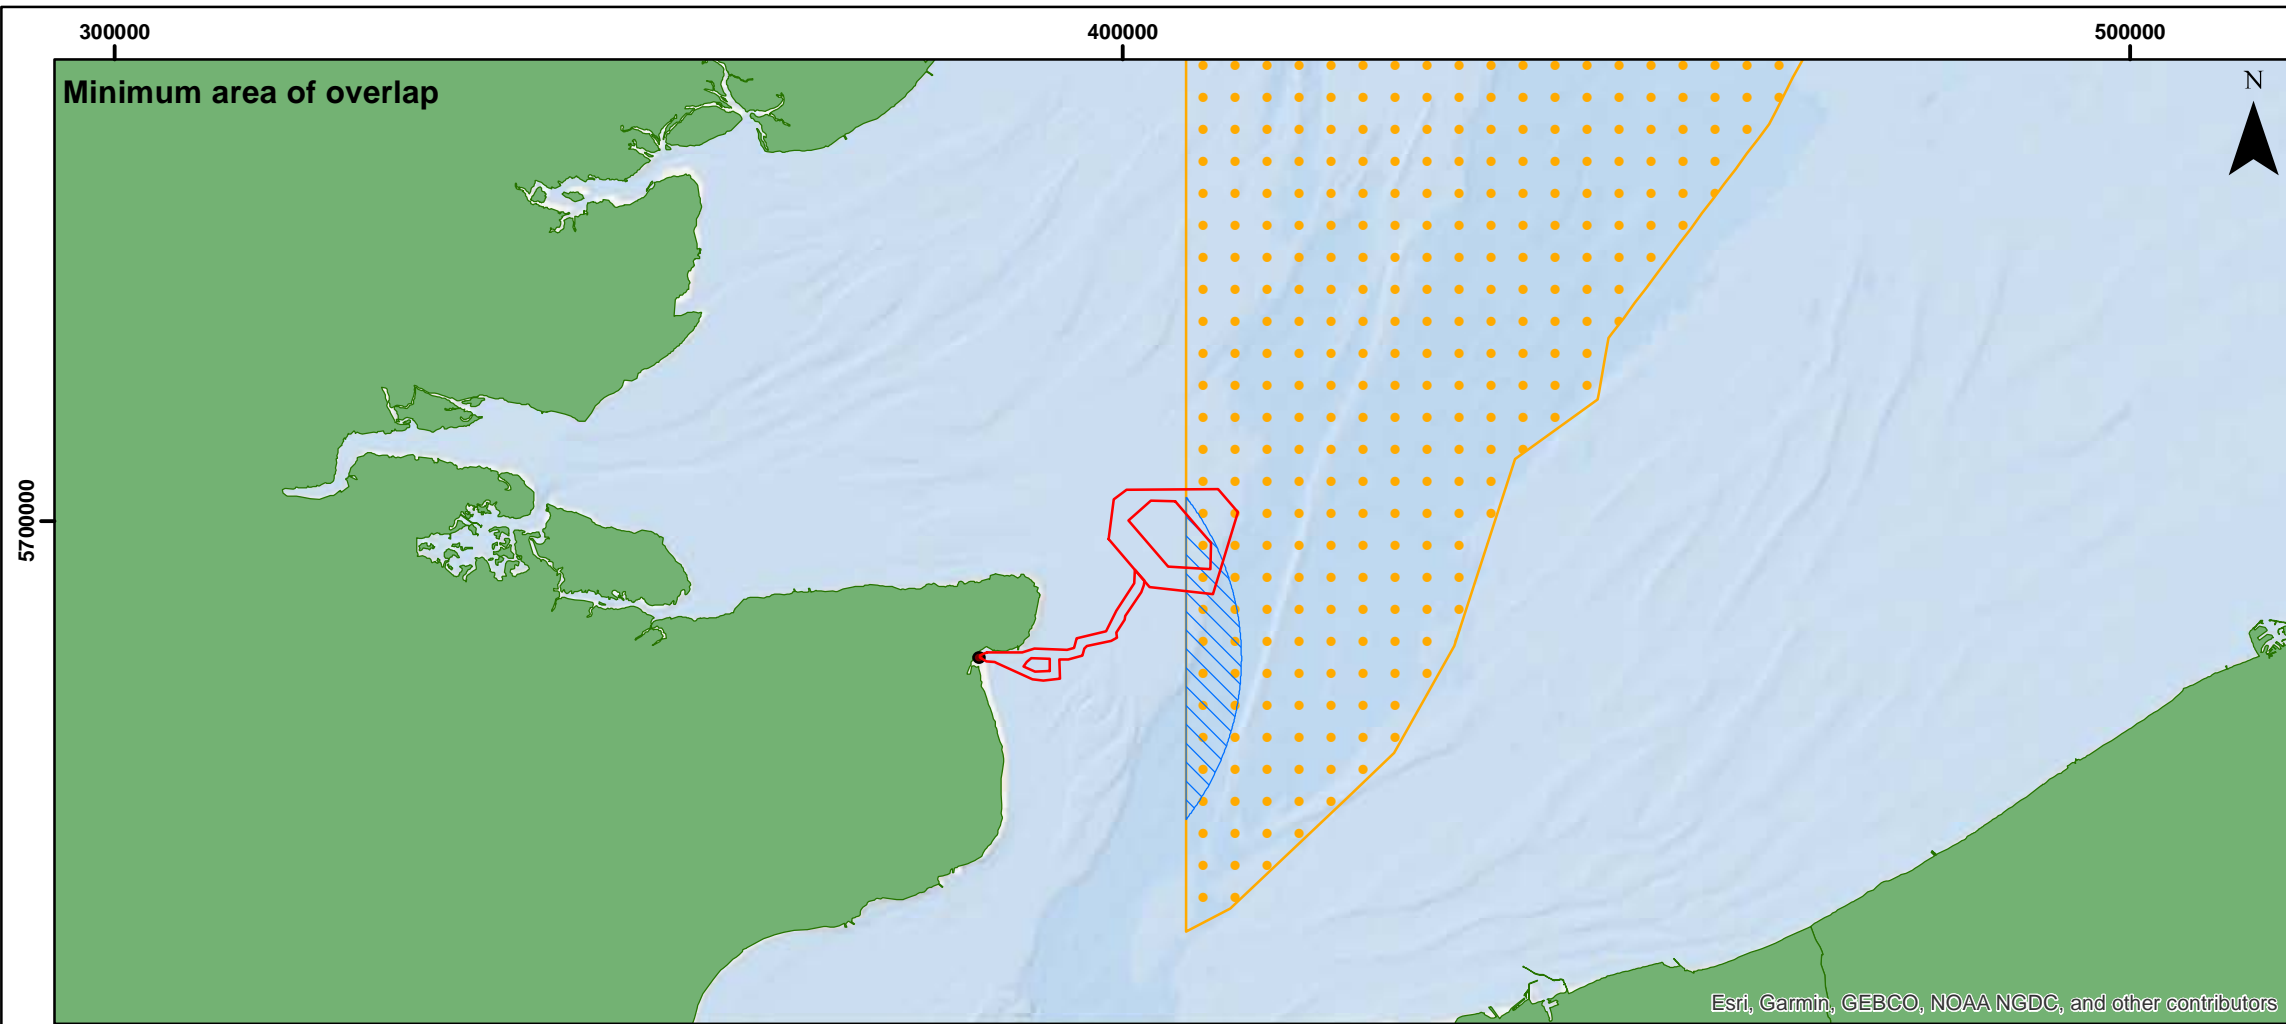 300000
400000
500000
Minimum area of overlap
N
5700000
Esri, Garmin, GEBCO, NOAA NGDC, and other contributors